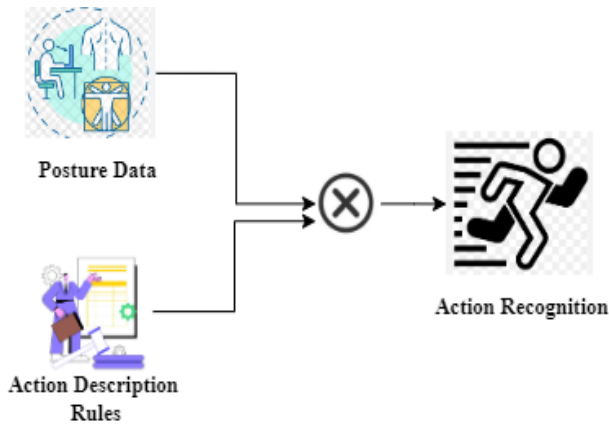 Posture Data
Action Description
Rules
Action Recognition